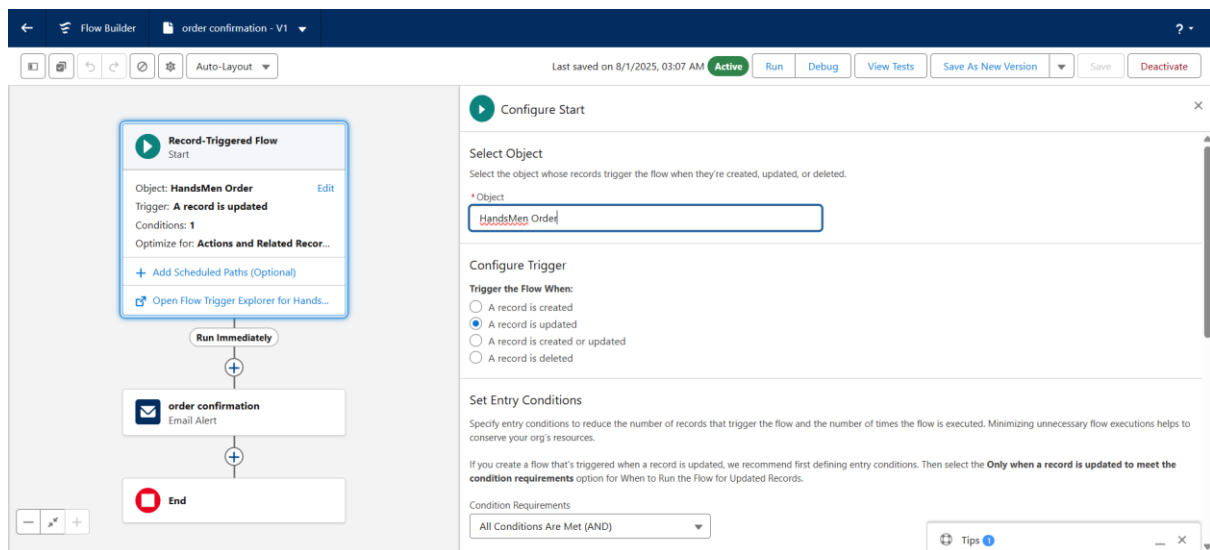 Flow Builder
order confirmation - V1
?
Auto-Layout
Last saved on 8/1/2025, 03:07 AM
Active
Run
Debug
View Tests
Save As New Version
Save
Deactivate
Record-Triggered Flow
Start
Object: HandsMen Order
Edit
Trigger: A record is updated
Conditions: 1
Optimize for: Actions and Related Recor...
+ Add Scheduled Paths (Optional)
Open Flow Trigger Explorer for Hands...
Run Immediately
order confirmation
Email Alert
End
Configure Start
Select Object
Select the object whose records trigger the flow when they're created, updated, or deleted.
* Object
HandsMen Order
Configure Trigger
Trigger the Flow When:
A record is created
A record is updated
A record is created or updated
A record is deleted
Set Entry Conditions
Specify entry conditions to reduce the number of records that trigger the flow and the number of times the flow is executed. Minimizing unnecessary flow executions helps to
conserve your org's resources.
If you create a flow that's triggered when a record is updated, we recommend first defining entry conditions. Then select the Only when a record is updated to meet the
condition requirements option for When to Run the Flow for Updated Records.
Condition Requirements
All Conditions Are Met (AND)
Tips 1